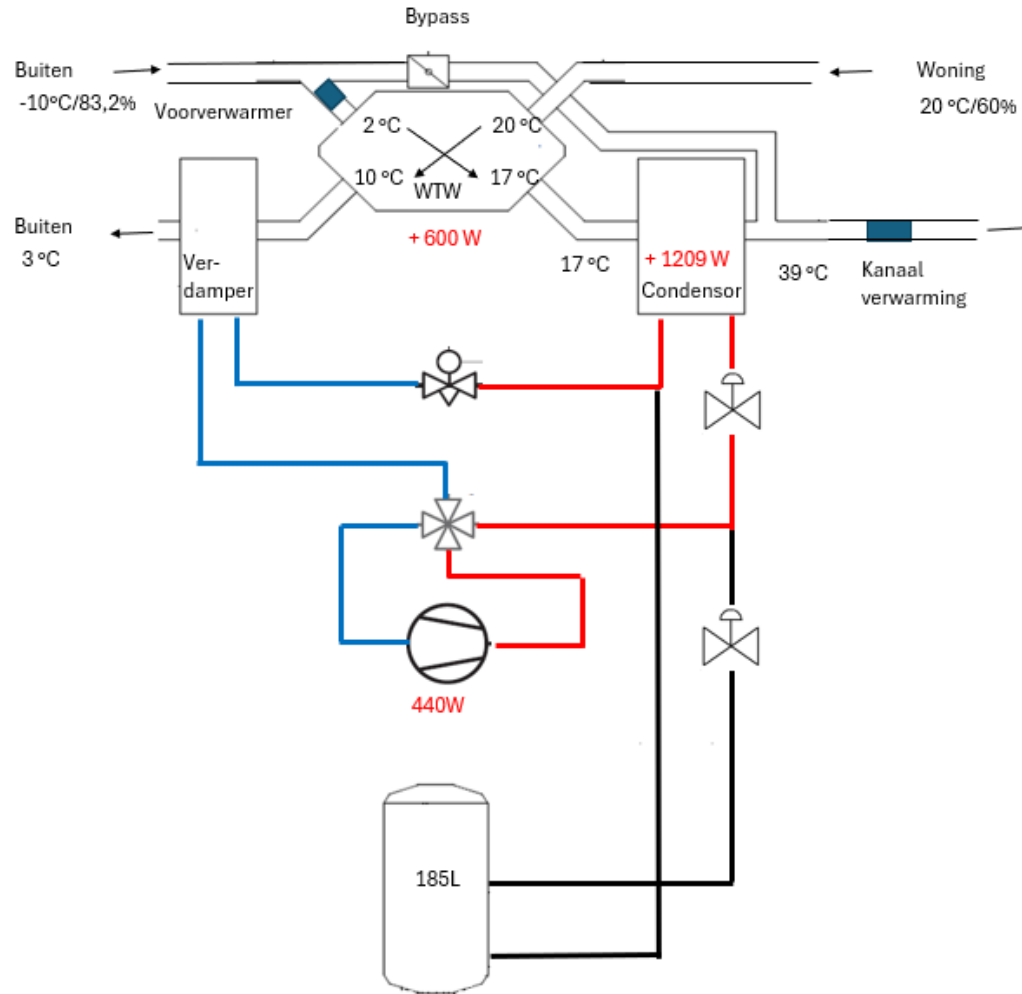 Bypass
Buiten
-10°C/83,2%
Voorverwarmer
Woning
20 °C/60%
2 °C
20 °C
10 °C
WTW
17 °C
Buiten
3 °C
+ 600 W
Ver-
damper
17 °C
+ 1209 W
Condensor
39 °C
Kanaal
verwarming
440W
185L